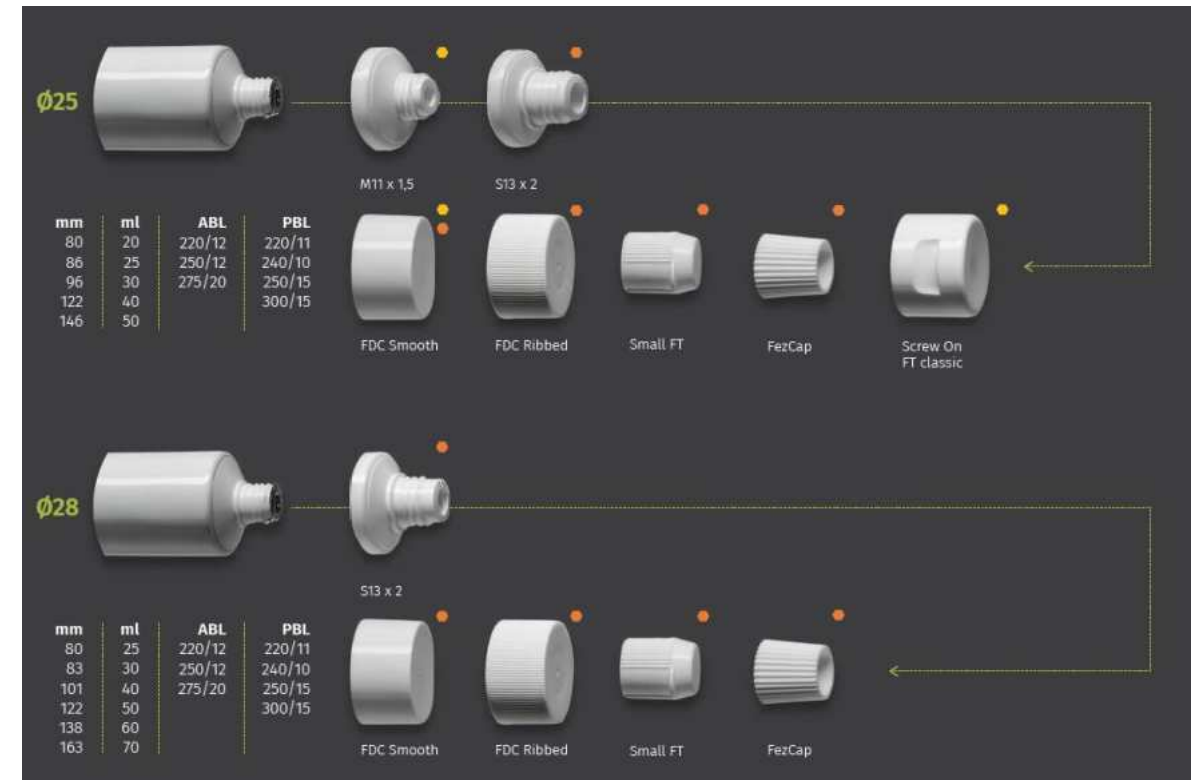 Ø25
M11 x 1,5
S13 x 2
mm ml ABL PBL
80 20 220/12 220/11
86 25 250/12 240/10
96 30 275/20 250/15
122 40 300/15
146 50
FDC Smooth
FDC Ribbed
Small FT
FezCap
Screw On
FT classic
Ø28
S13 x 2
mm ml ABL PBL
80 25 220/12 220/11
83 30 250/12 240/10
101 40 275/20 250/15
122 50 300/15
138 60
163 70
FDC Smooth
FDC Ribbed
Small FT
FezCap